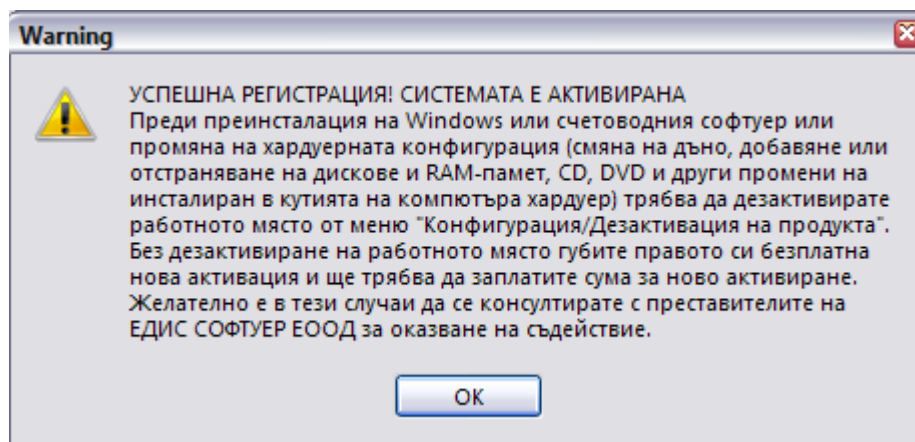 Warning
УСПЕШНА РЕГИСТРАЦИЯ! СИСТЕМАТА Е АКТИВИРАНА
Преди преинсталация на Windows или счетоводния софтуер или
промяна на хардуерната конфигурация (смяна на дъно, добавяне или
отстраняване на дискове и RAM-памет, CD, DVD и други промени на
инсталиран в кутията на компютъра хардуер) трябва да дезактивирате
работното място от меню "Конфигурация/Дезактивация на продукта".
Без дезактивиране на работното място губите правото си безплатна
нова активация и ще трябва да заплатите сума за ново активиране.
Желателно е в тези случаи да се консултирате с преставителите на
ЕДИС СОФТУЕР ЕООД за оказване на съдействие.
OK